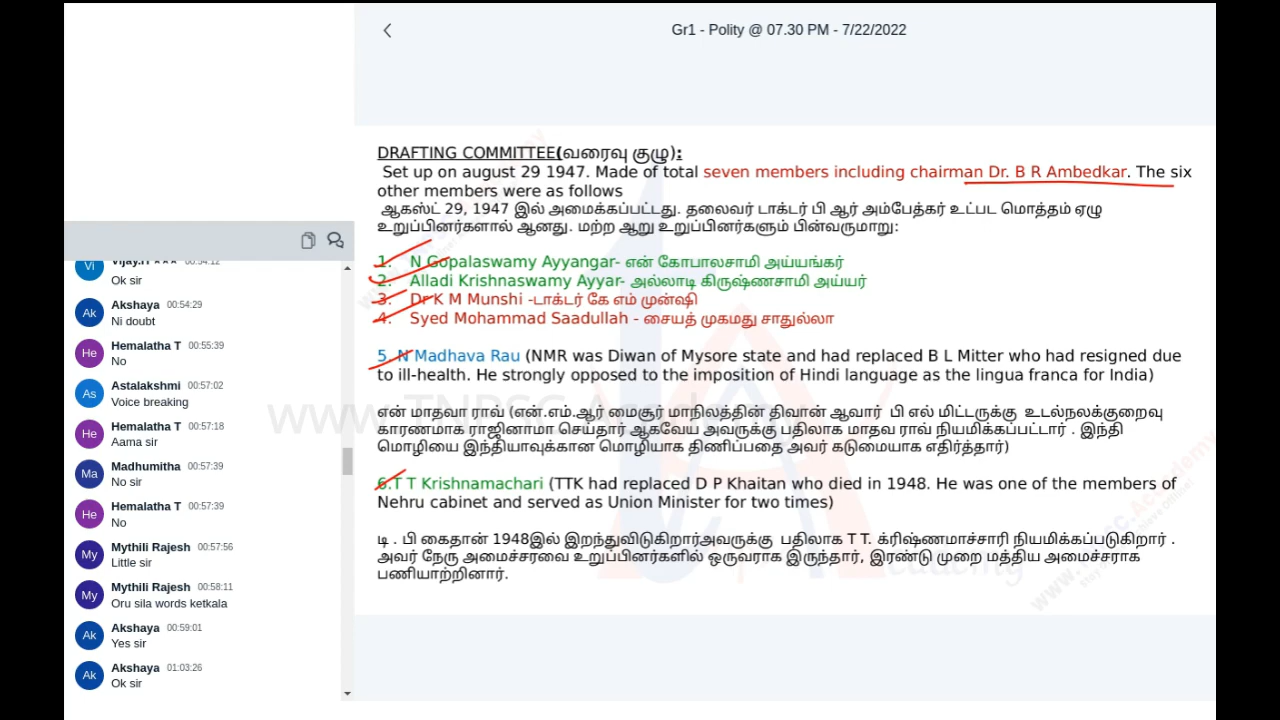 Gr1 - Polity @ 07.30 PM - 7/22/2022
DRAFTING COMMITTEE(வரைவு குழு):
Set up on august 29 1947. Made of total seven members including chairman Dr. B R Ambedkar. The six
other members were as follows
ஆகஸ்ட் 29, 1947 இல் அமைக்கப்பட்டது. தலைவர் டாக்டர் பி ஆர் அம்பேத்கர் உட்பட மொத்தம் ஏழு
உறுப்பினர்களால் ஆனது. மற்ற ஆறு உறுப்பினர்களும் பின்வருமாறு:
1. N Gopalaswamy Ayyangar- என் கோபாலசாமி அய்யங்கர்
2. Alladi Krishnaswamy Ayyar- அல்லாடி கிருஷ்ணசாமி அய்யர்
3. Dr K M Munshi -டாக்டர் கே எம் முன்ஷி
4. Syed Mohammad Saadullah - சையத் முகமது சாதுல்லா
5. N Madhava Rau (NMR was Diwan of Mysore state and had replaced B L Mitter who had resigned due
to ill-health. He strongly opposed to the imposition of Hindi language as the lingua franca for India)
என் மாதவா ராவ் (என்.எம்.ஆர் மைசூர் மாநிலத்தின் திவான் ஆவார் பி எல் மிட்டருக்கு உடல்நலக்குறைவு
காரணமாக ராஜினாமா செய்தார் ஆகவேய அவருக்கு பதிலாக மாதவ ராவ் நியமிக்கப்பட்டார் . இந்தி
மொழியை இந்தியாவுக்கான மொழியாக திணிப்பதை அவர் கடுமையாக எதிர்த்தார்)
6.T T Krishnamachari (TTK had replaced D P Khaitan who died in 1948. He was one of the members of
Nehru cabinet and served as Union Minister for two times)
டி . பி கைதான் 1948இல் இறந்துவிடுகிறார்அவருக்கு பதிலாக T T. க்ரிஷ்ணமாச்சாரி நியமிக்கப்படுகிறார் .
அவர் நேரு அமைச்சரவை உறுப்பினர்களில் ஒருவராக இருந்தார், இரண்டு முறை மத்திய அமைச்சராக
பணியாற்றினார்.
Vi
Ok sir
Ak Akshaya 00:54:29
Ni doubt
He Hemalatha T 00:55:39
No
As Astalakshmi 00:57:02
Voice breaking
He Hemalatha T 00:57:18
Aama sir
Ma Madhumitha 00:57:39
No sir
He Hemalatha T 00:57:39
No
My Mythili Rajesh 00:57:56
Little sir
My Mythili Rajesh 00:58:11
Oru sila words ketkala
Ak Akshaya 00:59:01
Yes sir
Ak Akshaya 01:03:26
Ok sir